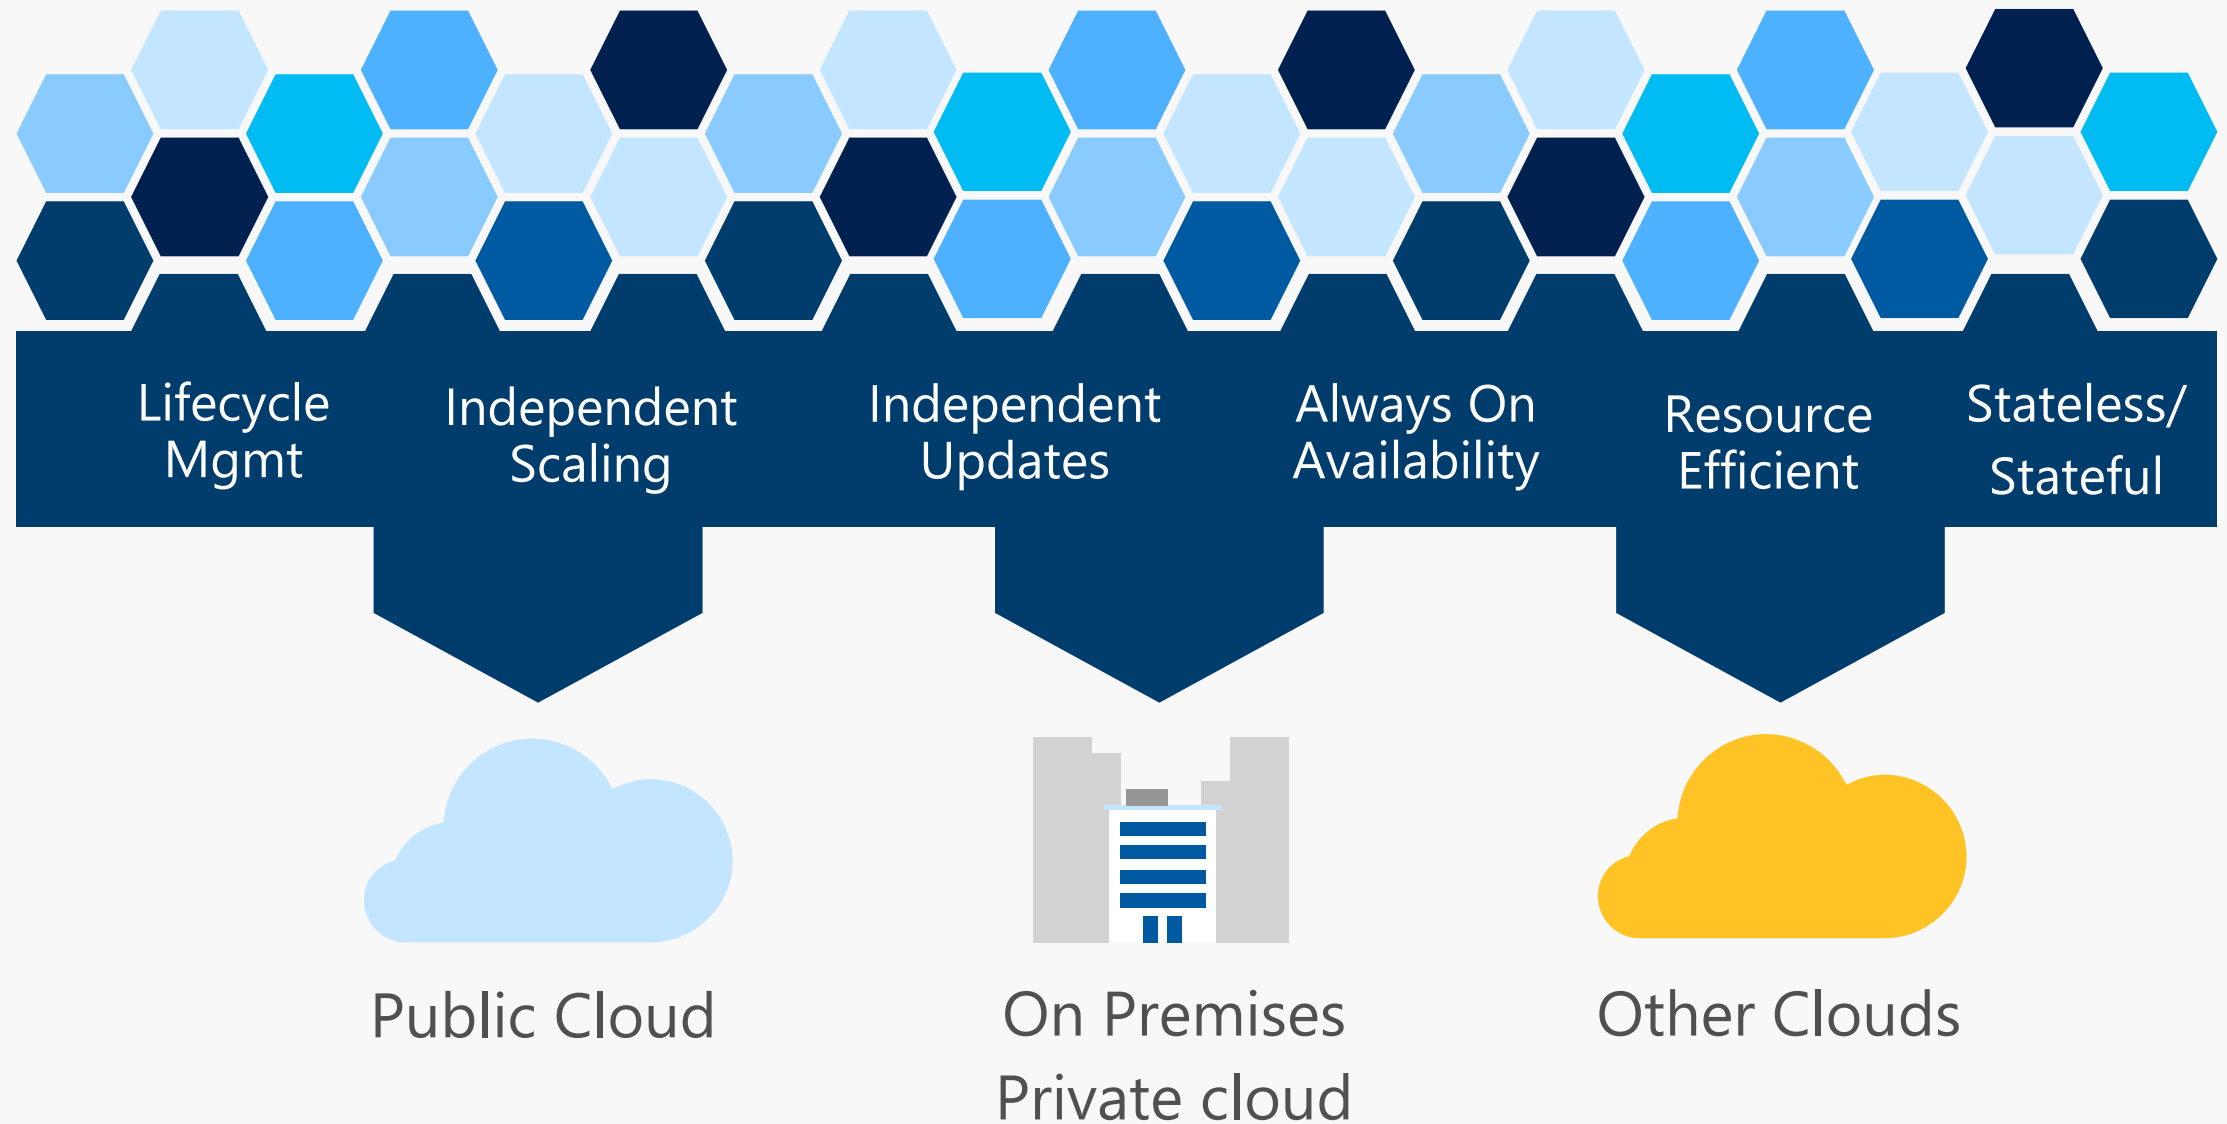 Lifecycle
Mgmt
Independent
Scaling
Independent
Updates
Always On
Availability
Resource
Efficient
Stateless/
Stateful
Public Cloud
On Premises
Private cloud
Other Clouds